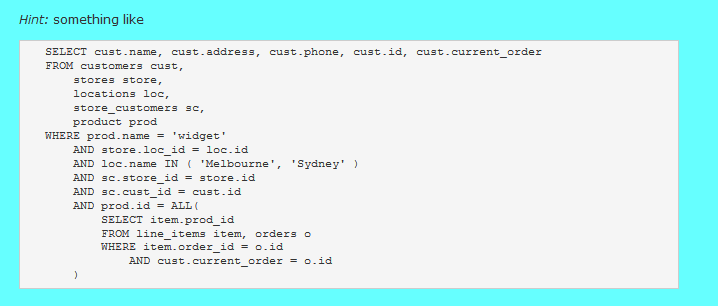 Hint: something like
SELECT cust.name, cust.address, cust.phone, cust.id, cust.current_order
FROM customers cust,
    stores store,
    locations loc,
    store_customers sc,
    product prod
WHERE prod.name = 'widget'
    AND store.loc_id = loc.id
    AND loc.name IN ( 'Melbourne', 'Sydney' )
    AND sc.store_id = store.id
    AND sc.cust_id = cust.id
    AND prod.id = ALL(
        SELECT item.prod_id
        FROM line_items item, orders o
        WHERE item.order_id = o.id
            AND cust.current_order = o.id
    )